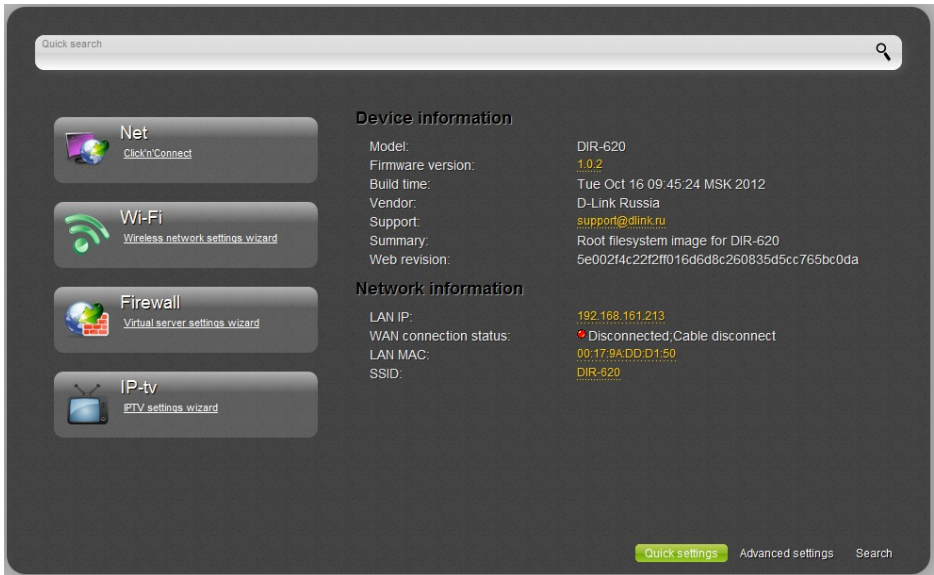 Quick search
Net
Click'n'Connect
Wi-Fi
Wireless network settings wizard
Firewall
Virtual server settings wizard
IP-tv
IPTV settings wizard
Device information
Model: DIR-620
Firmware version: 1.0.2
Build time: Tue Oct 16 09:45:24 MSK 2012
Vendor: D-Link Russia
Support: support@dlink.ru
Summary: Root filesystem image for DIR-620
Web revision: 5e002f4c22f2ff016d6d8c260835d5cc765bc0da
Network information
LAN IP: 192.168.161.213
WAN connection status: Disconnected;Cable disconnect
LAN MAC: 00:17:9A:DD:D1:50
SSID: DIR-620
Quick settings Advanced settings Search